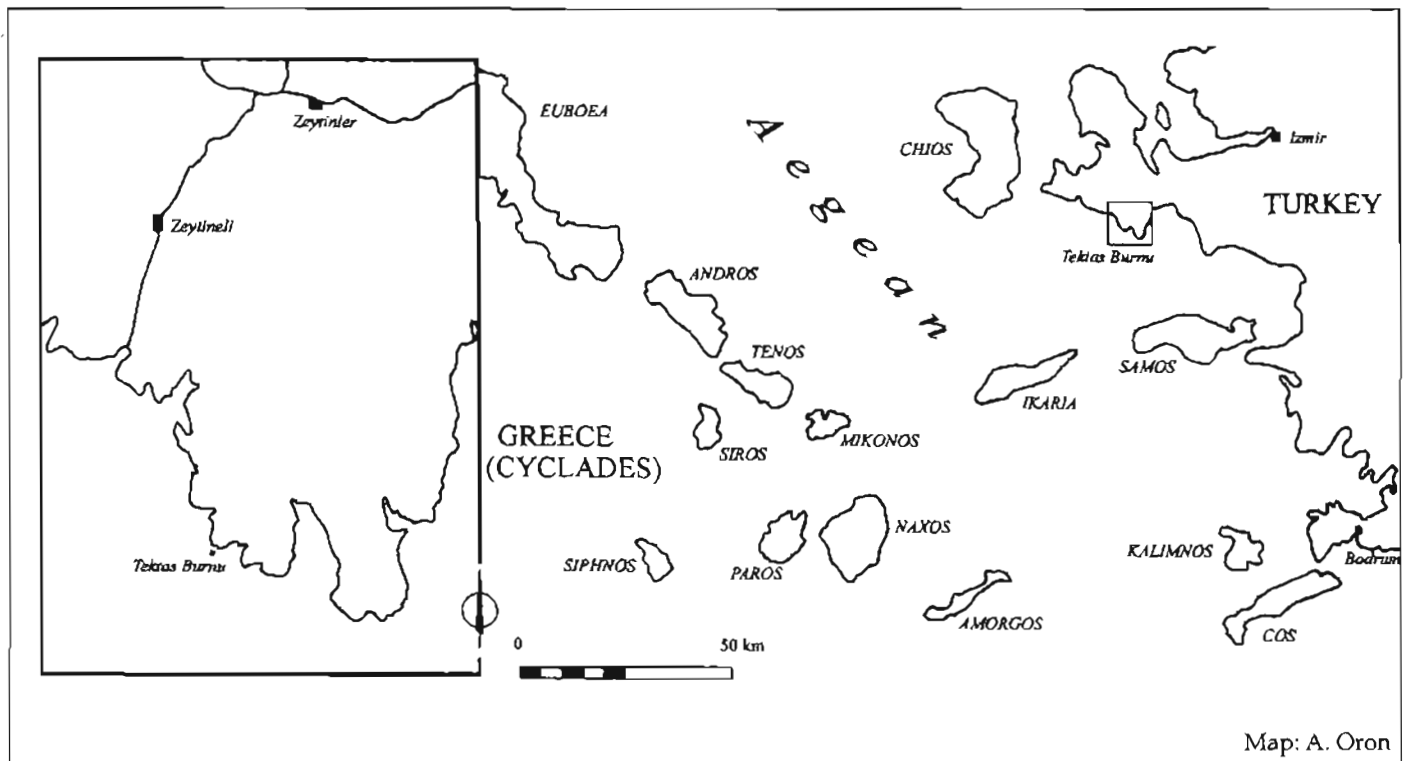 Zeytinler
Zeytineli
Tektas Burnu
EUBOEA
Aegean
CHIOS
Izmir
TURKEY
Tektas Burnu
ANDROS
TENOS
SAMOS
IKARIA
GREECE
(CYCLADES)
SIROS
MIKONOS
NAXOS
SIPHNOS
PAROS
KALIMNOS
Bodrum
AMORGOS
COS
0 50 km
Map: A. Oron